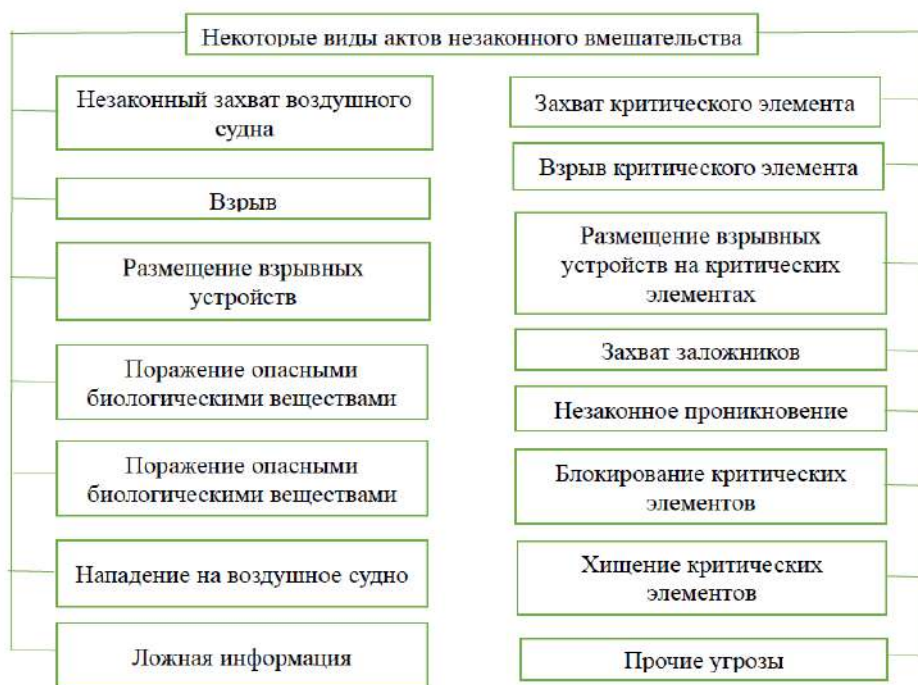 Некоторые виды актов незаконного вмешательства
Незаконный захват воздушного
судна
Взрыв
Размещение взрывных
устройств
Поражение опасными
биологическими веществами
Поражение опасными
биологическими веществами
Нападение на воздушное судно
Ложная информация
Захват критического элемента
Взрыв критического элемента
Размещение взрывных
устройств на критических
элементах
Захват заложников
Незаконное проникновение
Блокирование критических
элементов
Хищение критических
элементов
Прочие угрозы